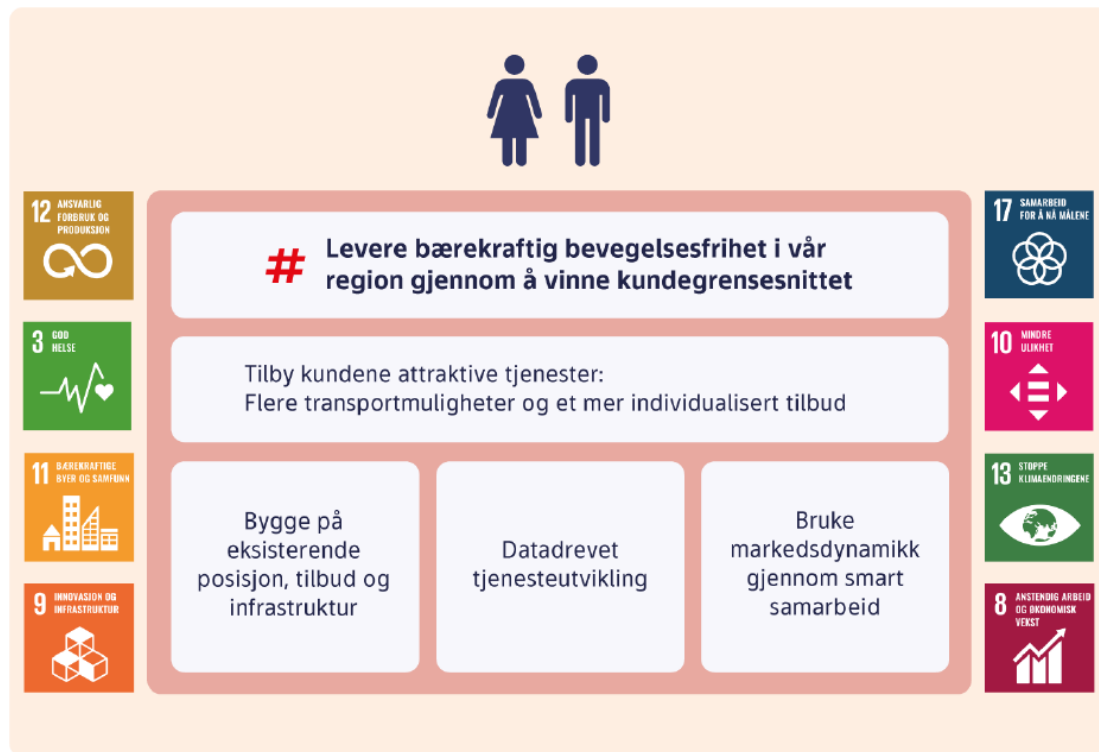 12 ANSVARLIG
FORBRUK OG
PRODUKSJON
3 GOD
HELSE
11 BÆREKRAFTIGE
BYER OG SAMFUNN
9 INNOVASJON OG
INFRASTRUKTUR
# Levere bærekraftig bevegelsesfrihet i vår
region gjennom å vinne kundegrensesnittet
Tilby kundene attraktive tjenester:
Flere transportmuligheter og et mer individualisert tilbud
Bygge på
eksisterende
posisjon, tilbud og
infrastruktur
Datadrevet
tjenesteutvikling
Bruke
markedsdynamikk
gjennom smart
samarbeid
17 SAMARBEID
FOR Å NÅ MÅLENE
10 MINDRE
ULIKHET
13 STOPPE
KLIMAENDRINGENE
8 ANSTENDIG ARBEID
OG ØKONOMISK
VEKST